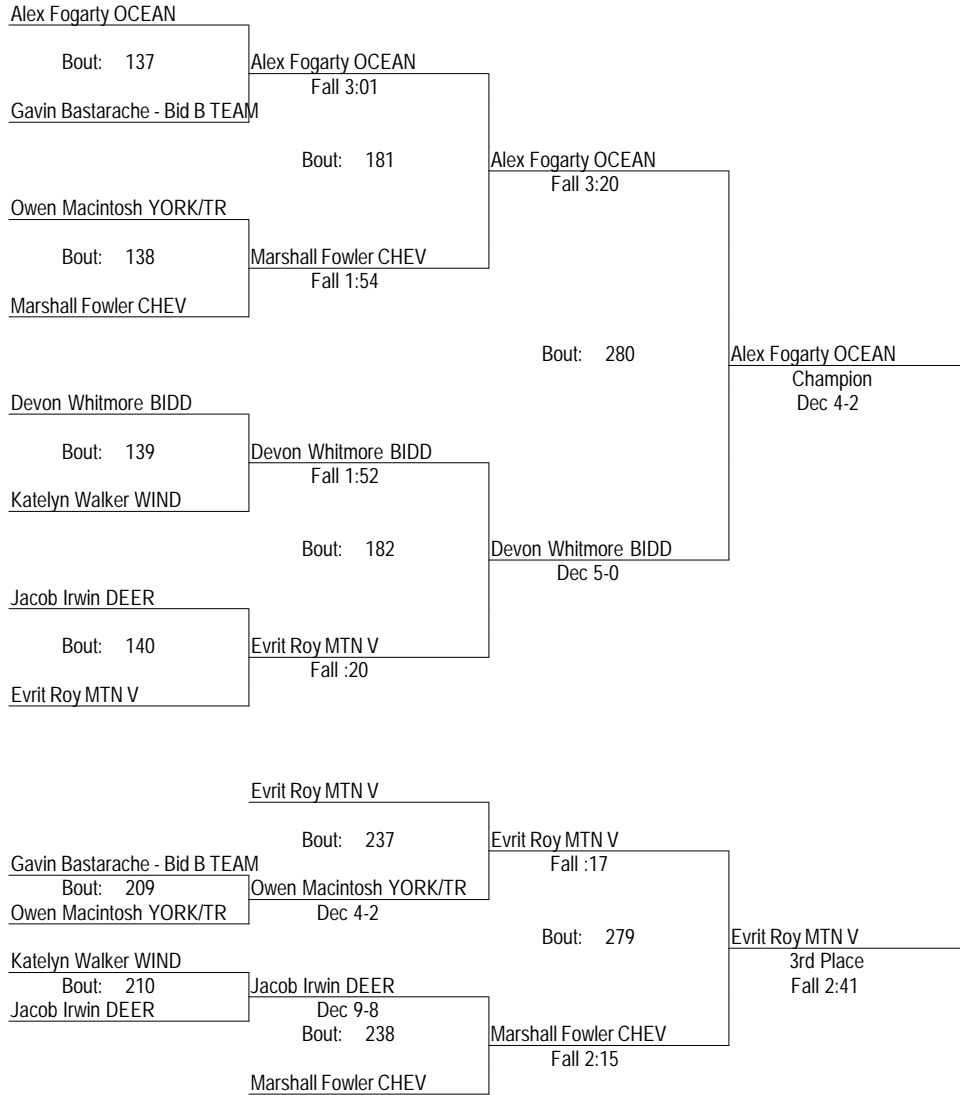 Alex Fogarty OCEAN
Bout: 137 Alex Fogarty OCEAN
Fall 3:01
Gavin Bastarache - Bid B TEAM
Bout: 181 Alex Fogarty OCEAN
Fall 3:20
Owen Macintosh YORK/TR
Bout: 138 Marshall Fowler CHEV
Fall 1:54
Marshall Fowler CHEV
Bout: 280 Alex Fogarty OCEAN
Champion
Dec 4-2
Devon Whitmore BIDD
Bout: 139 Devon Whitmore BIDD
Fall 1:52
Katelyn Walker WIND
Bout: 182 Devon Whitmore BIDD
Dec 5-0
Jacob Irwin DEER
Bout: 140 Evrit Roy MTN V
Fall :20
Evrit Roy MTN V
Evrit Roy MTN V
Bout: 237 Evrit Roy MTN V
Fall :17
Gavin Bastarache - Bid B TEAM
Bout: 209 Owen Macintosh YORK/TR
Owen Macintosh YORK/TR Dec 4-2
Bout: 279 Evrit Roy MTN V
3rd Place
Fall 2:41
Katelyn Walker WIND
Bout: 210 Jacob Irwin DEER
Jacob Irwin DEER Dec 9-8
Bout: 238 Marshall Fowler CHEV
Fall 2:15
Marshall Fowler CHEV